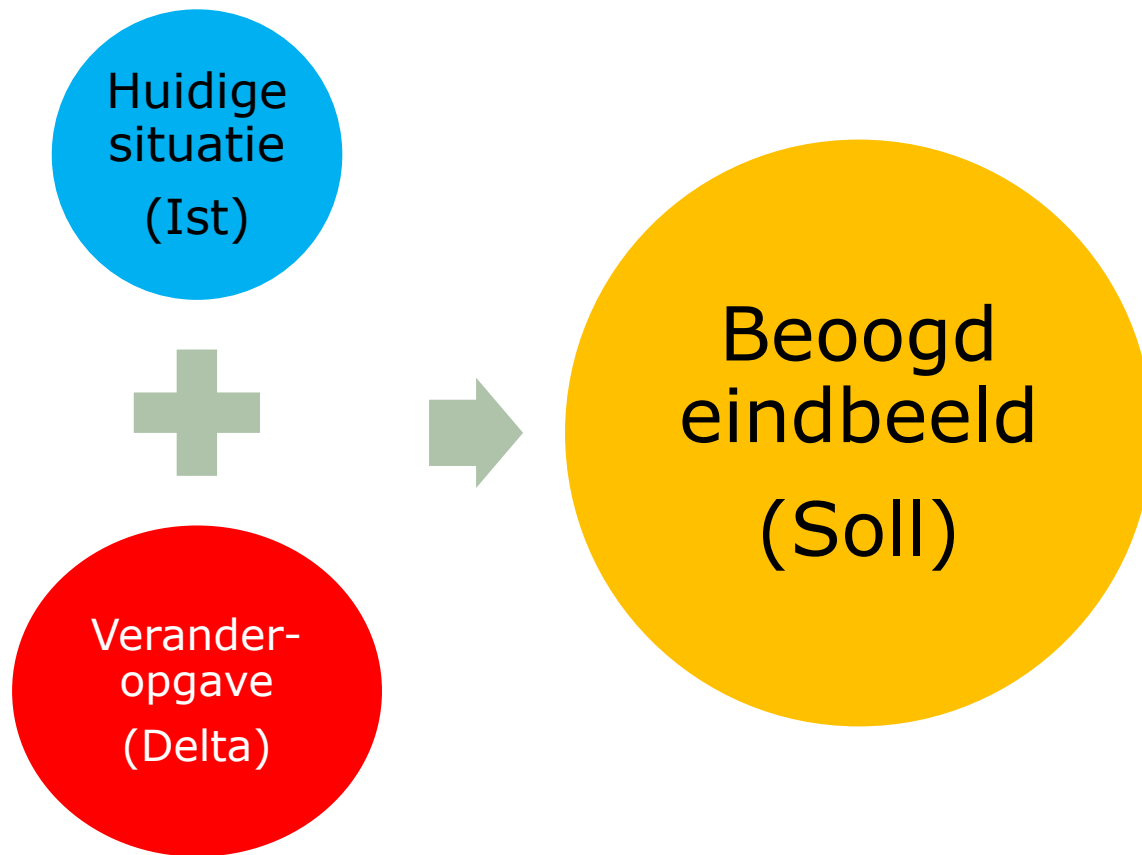 Huidige
situatie
(Ist)
Verander-
opgave
(Delta)
Beoogd
eindbeeld
(Soll)